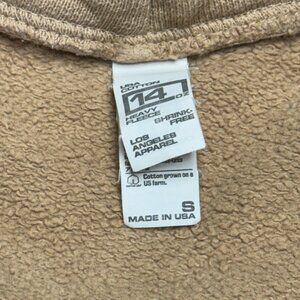 USA
COTTON
14 OZ
HEAVY
FLEECE
SHRINK-
FREE
LOS
ANGELES
APPAREL
Cotton grown on a
US farm.
S
MADE IN USA